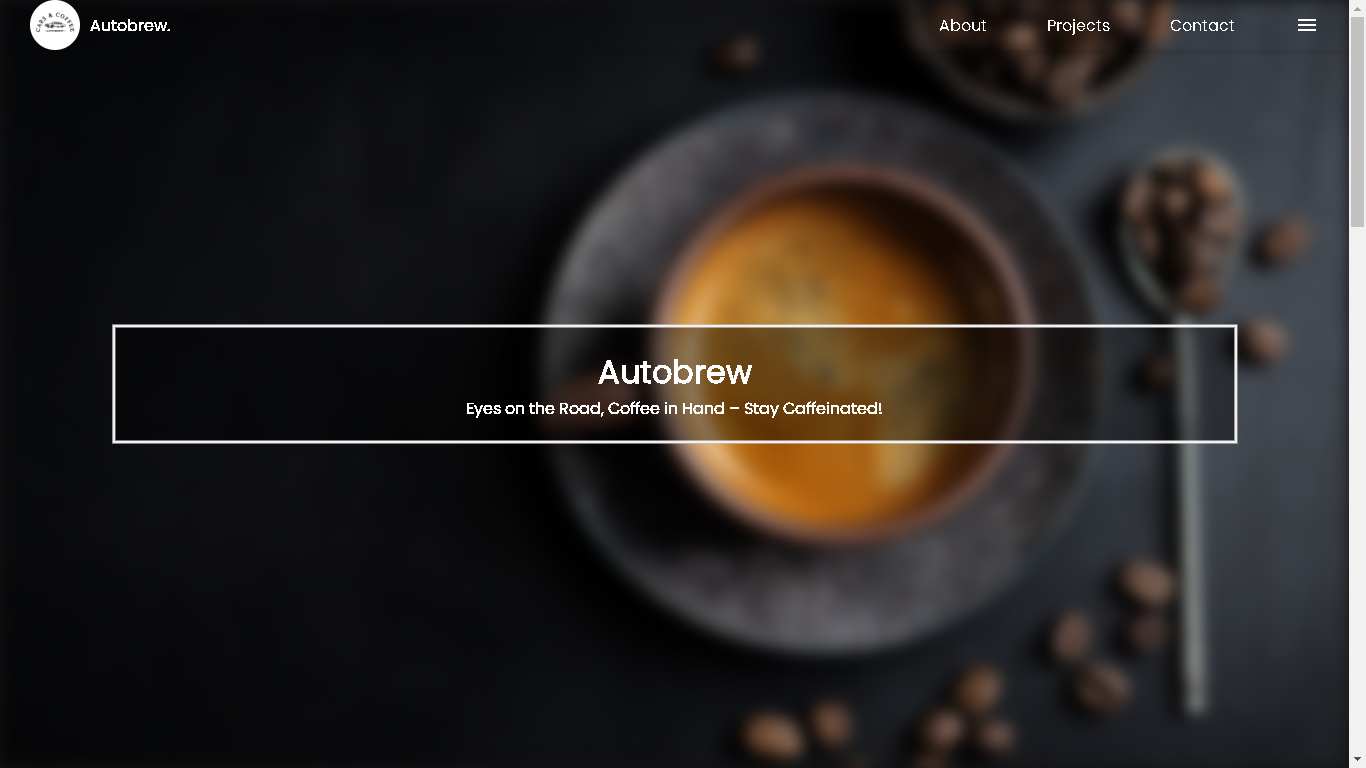 CARS & COFFEE
Autobrew.
About
Projects
Contact
Autobrew
Eyes on the Road, Coffee in Hand – Stay Caffeinated!